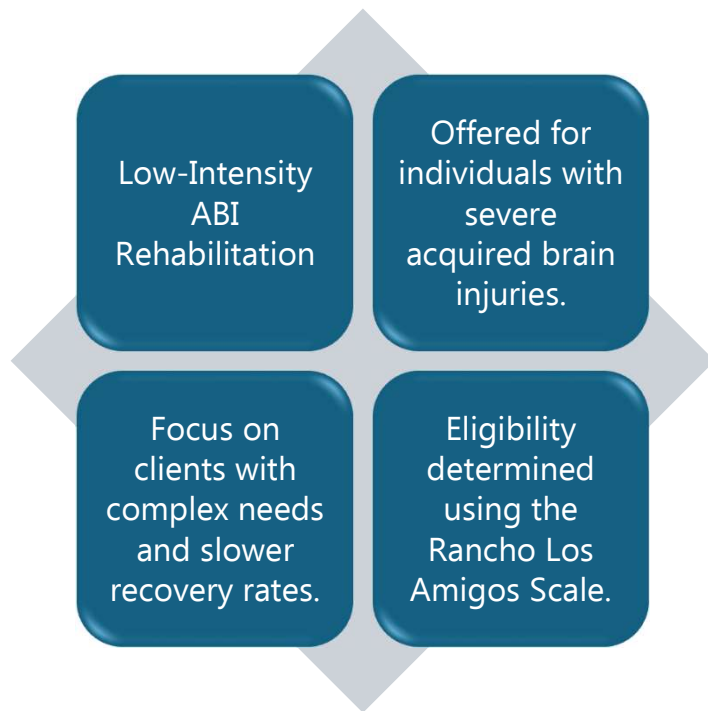 Low-Intensity
ABI
Rehabilitation
Offered for
individuals with
severe
acquired brain
injuries.
Focus on
clients with
complex needs
and slower
recovery rates.
Eligibility
determined
using the
Rancho Los
Amigos Scale.